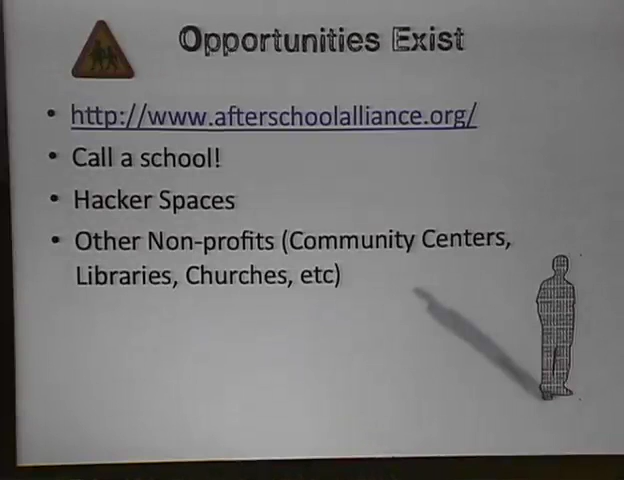 Opportunities Exist
• http://www.afterschoolalliance.org/
• Call a school!
• Hacker Spaces
• Other Non-profits (Community Centers,
Libraries, Churches, etc)